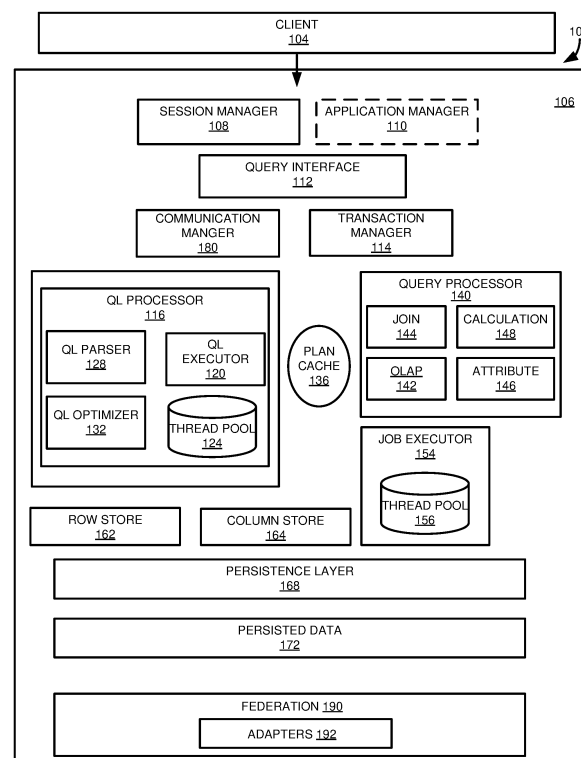 CLIENT
104
10
106
SESSION MANAGER
108
APPLICATION MANAGER
110
QUERY INTERFACE
112
COMMUNICATION
MANGER
180
TRANSACTION
MANAGER
114
QL PROCESSOR
116
QL PARSER
128
QL
EXECUTOR
120
QL OPTIMIZER
132
THREAD POOL
124
PLAN
CACHE
136
QUERY PROCESSOR
140
JOIN
144
CALCULATION
148
OLAP
142
ATTRIBUTE
146
JOB EXECUTOR
154
THREAD POOL
156
ROW STORE
162
COLUMN STORE
164
PERSISTENCE LAYER
168
PERSISTED DATA
172
FEDERATION 190
ADAPTERS 192